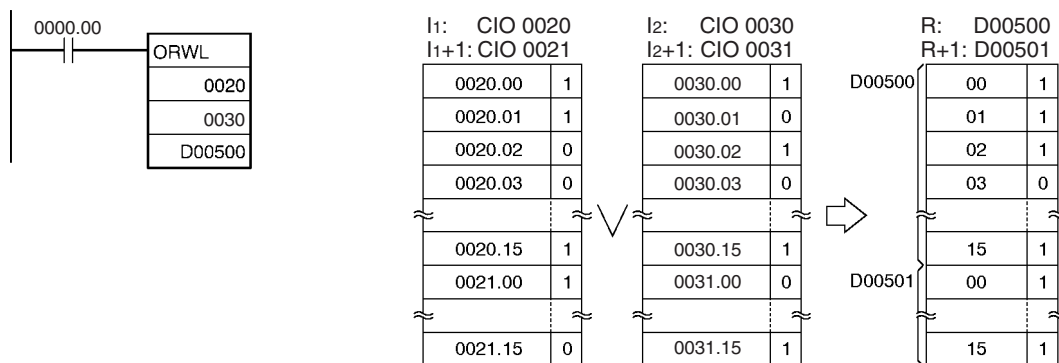 0000.00
ORWL
0020
0030
D00500
I1: CIO 0020
I1+1: CIO 0021
0020.00 1
0020.01 1
0020.02 0
0020.03 0
0020.15 1
0021.00 1
0021.15 0
I2: CIO 0030
I2+1: CIO 0031
0030.00 1
0030.01 0
0030.02 1
0030.03 0
0030.15 1
0031.00 0
0031.15 1
R: D00500
R+1: D00501
D00500
00 1
01 1
02 1
03 0
15 1
D00501
00 1
15 1